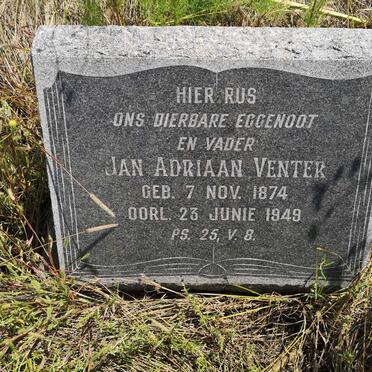 HIER RUS
ONS DIERBARE EGGENOOT
EN VADER
JAN ADRIAAN VENTER
GEB. 7 NOV. 1874
OORL. 23 JUNIE 1949
PS. 25, V. 8.